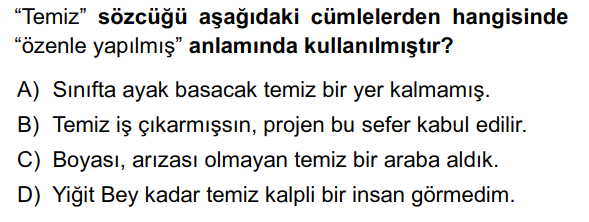 “Temiz” sözcüğü aşağıdaki cümlelerden hangisinde
“özenle yapılmış” anlamında kullanılmıştır?
A) Sınıfta ayak basacak temiz bir yer kalmamış.
B) Temiz iş çıkarmışsın, projen bu sefer kabul edilir.
C) Boyası, arızası olmayan temiz bir araba aldık.
D) Yiğit Bey kadar temiz kalpli bir insan görmedim.